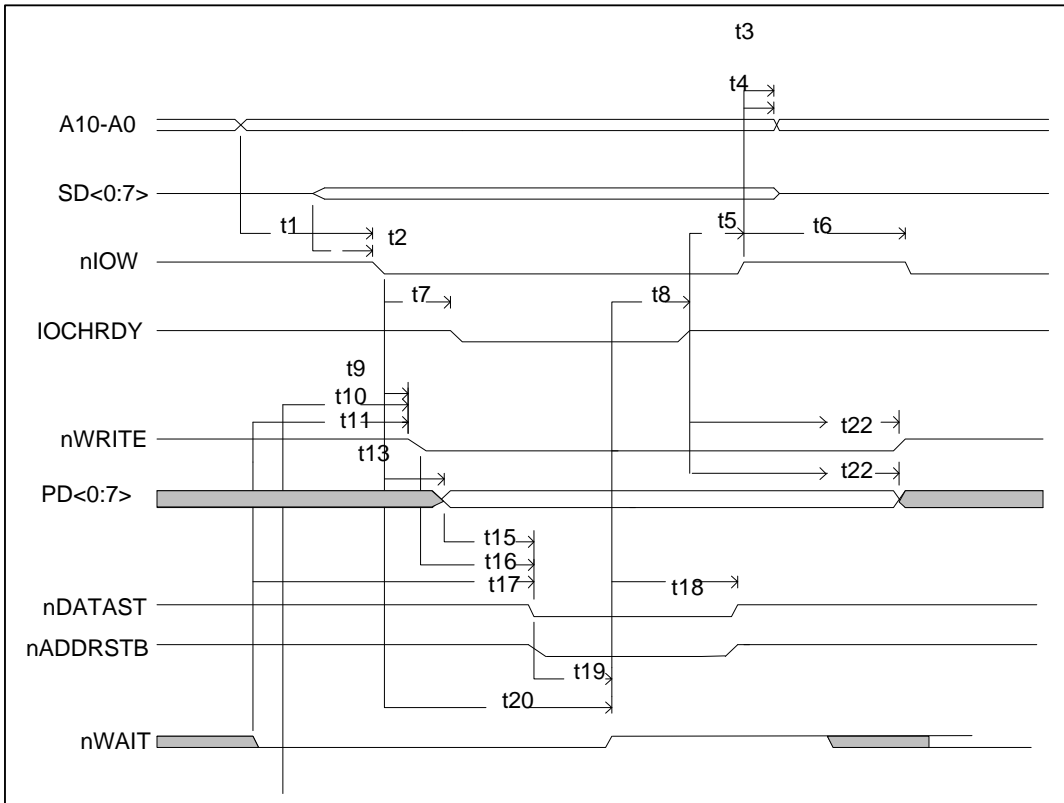 t3
t4
A10-A0
SD<0:7>
t1
t2
t5
t6
nIOW
t7
t8
IOCHRDY
t9
t10
t11
nWRITE
t22
t13
PD<0:7>
t22
t15
t16
t17
t18
nDATAST
nADDRSTB
t19
t20
nWAIT